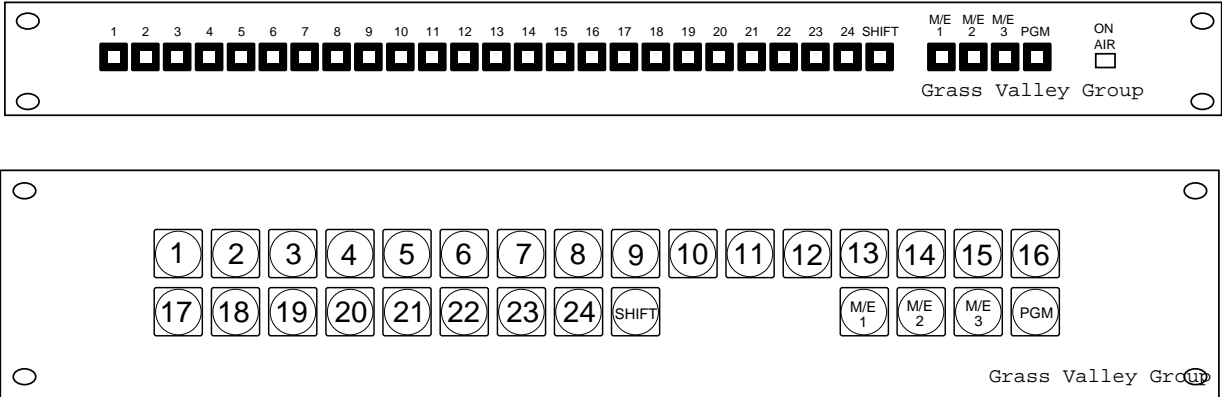 M/E M/E M/E ON
1 2 3 4 5 6 7 8 9 10 11 12 13 14 15 16 17 18 19 20 21 22 23 24 SHIFT 1 2 3 PGM AIR
Grass Valley Group
1 2 3 4 5 6 7 8 9 10 11 12 13 14 15 16
17 18 19 20 21 22 23 24 SHIFT M/E 1 M/E 2 M/E 3 PGM
Grass Valley Group